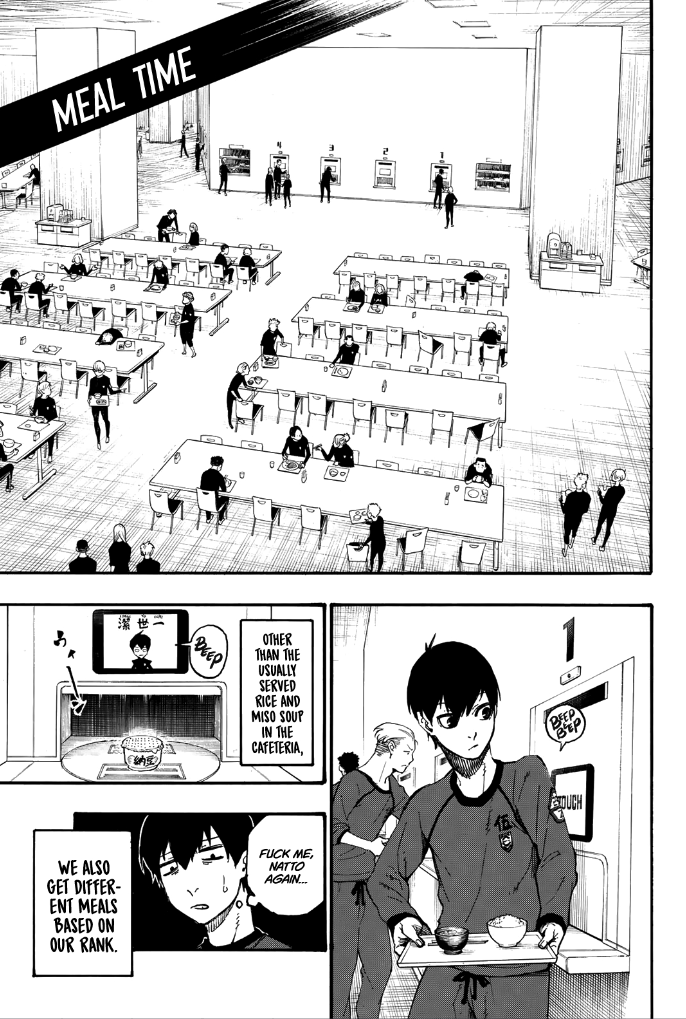 MEAL TIME
4
3
2
1
潔 世一
BEEP
ウィ
納豆
OTHER
THAN THE
USUALLY
SERVED
RICE AND
MISO SOUP
IN THE
CAFETERIA,
1
BEEP
BEEP
TOUCH
伍
FUCK ME,
NATTO
AGAIN...
WE ALSO
GET DIFFER-
ENT MEALS
BASED ON
OUR RANK.